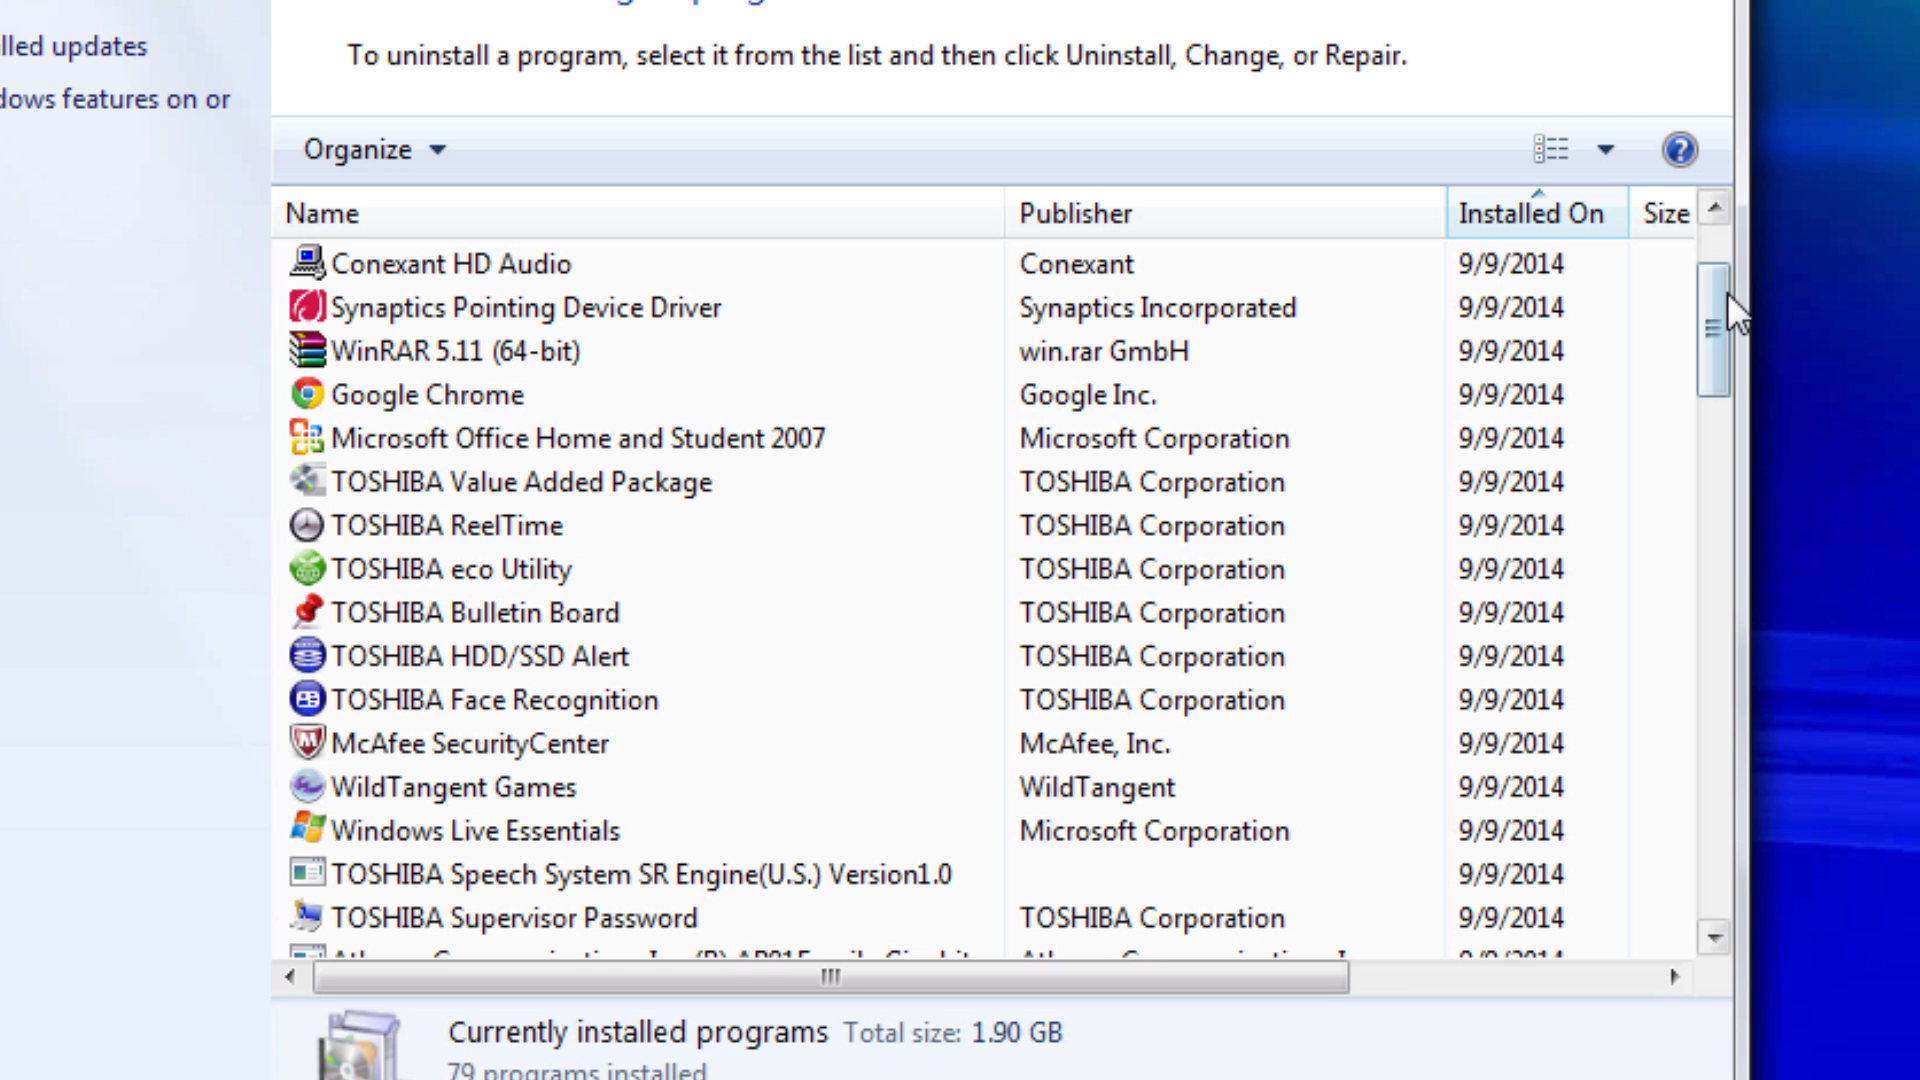 lled updates
dows features on or
To uninstall a program, select it from the list and then click Uninstall, Change, or Repair.
Organize
Name Publisher Installed On Size
Conexant HD Audio Conexant 9/9/2014
Synaptics Pointing Device Driver Synaptics Incorporated 9/9/2014
WinRAR 5.11 (64-bit) win.rar GmbH 9/9/2014
Google Chrome Google Inc. 9/9/2014
Microsoft Office Home and Student 2007 Microsoft Corporation 9/9/2014
TOSHIBA Value Added Package TOSHIBA Corporation 9/9/2014
TOSHIBA ReelTime TOSHIBA Corporation 9/9/2014
TOSHIBA eco Utility TOSHIBA Corporation 9/9/2014
TOSHIBA Bulletin Board TOSHIBA Corporation 9/9/2014
TOSHIBA HDD/SSD Alert TOSHIBA Corporation 9/9/2014
TOSHIBA Face Recognition TOSHIBA Corporation 9/9/2014
McAfee SecurityCenter McAfee, Inc. 9/9/2014
WildTangent Games WildTangent 9/9/2014
Windows Live Essentials Microsoft Corporation 9/9/2014
TOSHIBA Speech System SR Engine(U.S.) Version1.0 9/9/2014
TOSHIBA Supervisor Password TOSHIBA Corporation 9/9/2014
Currently installed programs Total size: 1.90 GB
79 programs installed